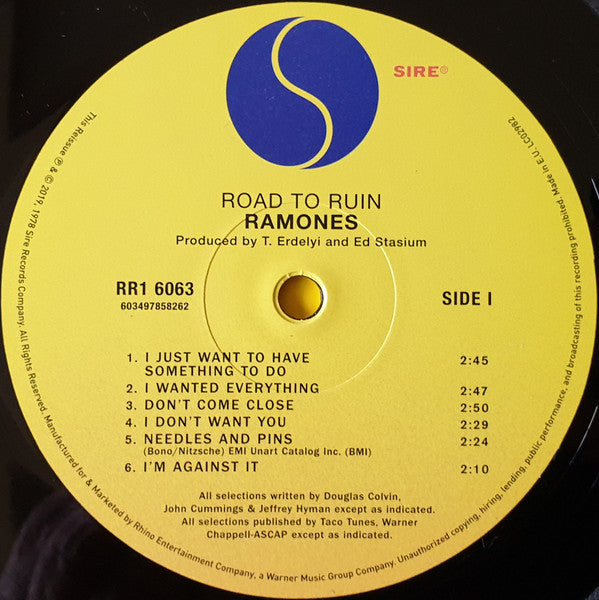 SIRE®
ROAD TO RUIN
RAMONES
Produced by T. Erdelyi and Ed Stasium
RR1 6063
603497858262
SIDE I
1. I JUST WANT TO HAVE
SOMETHING TO DO 2:45
2. I WANTED EVERYTHING 2:47
3. DON'T COME CLOSE 2:50
4. I DON'T WANT YOU 2:29
5. NEEDLES AND PINS 2:24
(Bono/Nitzsche) EMI Unart Catalog Inc. (BMI)
6. I'M AGAINST IT 2:10
All selections written by Douglas Colvin,
John Cummings & Jeffrey Hyman except as indicated.
All selections published by Taco Tunes, Warner
Chappell-ASCAP except as indicated.
This Reissue ℗ & © 2019, 1978 Sire Records Company. All Rights Reserved. Manufactured for & Marketed by Rhino Entertainment Company, a Warner Music Group Company. Unauthorized copying, hiring, lending, public performance, and broadcasting of this recording prohibited. Made in E.U. LC02982